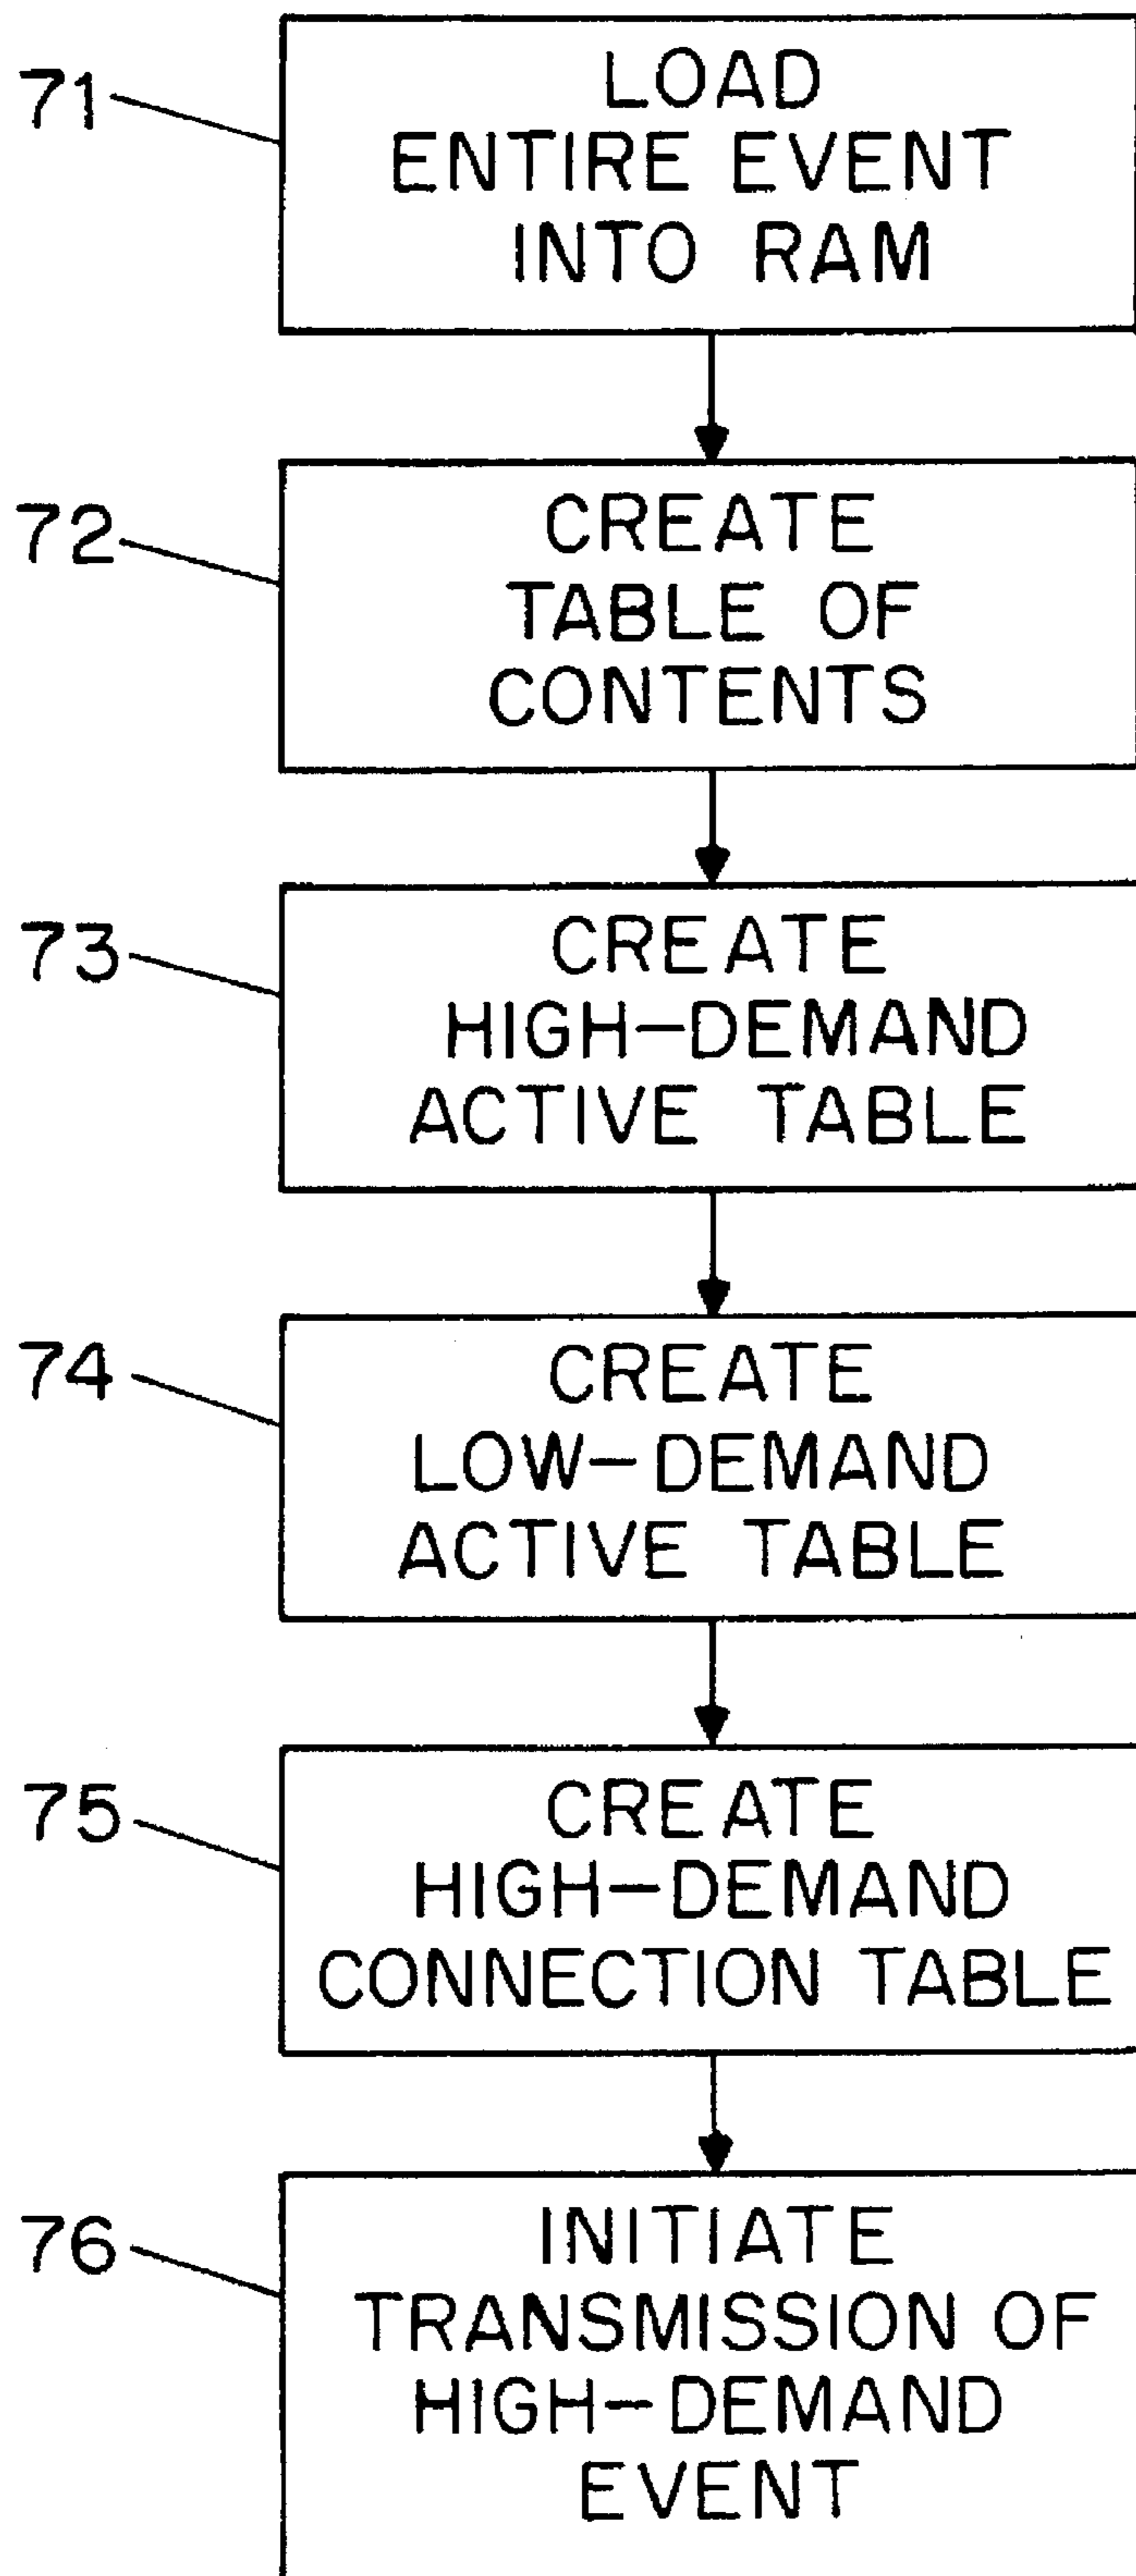 71
LOAD
ENTIRE EVENT
INTO RAM
72
CREATE
TABLE OF
CONTENTS
73
CREATE
HIGH-DEMAND
ACTIVE TABLE
74
CREATE
LOW-DEMAND
ACTIVE TABLE
75
CREATE
HIGH-DEMAND
CONNECTION TABLE
76
INITIATE
TRANSMISSION OF
HIGH-DEMAND
EVENT